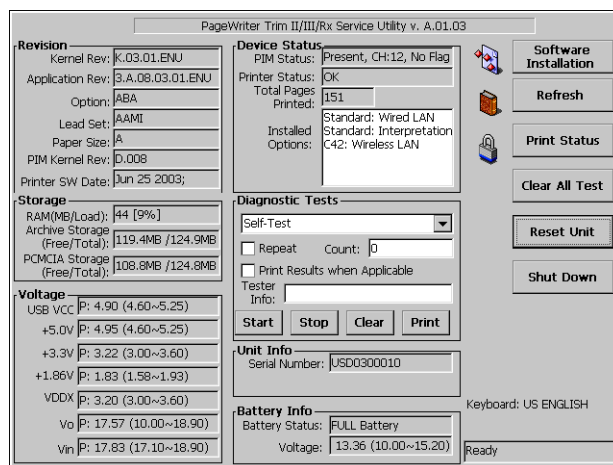 PageWriter Trim II/III/Rx Service Utility v. A.01.03
Revision
Kernel Rev: K.03.01.ENU
Application Rev: 3.A.08.03.01.ENU
Option: ABA
Lead Set: AAMI
Paper Size: A
PIM Kernel Rev: D.008
Printer SW Date: Jun 25 2003;
Storage
RAM(MB/Load): 44 [9%]
Archive Storage (Free/Total): 119.4MB /124.9MB
PCMCIA Storage (Free/Total): 108.8MB /124.8MB
Voltage
USB VCC P: 4.90 (4.60~5.25)
+5.0V P: 4.95 (4.60~5.25)
+3.3V P: 3.22 (3.00~3.60)
+1.86V P: 1.83 (1.58~1.93)
VDDX P: 3.20 (3.00~3.60)
Vo P: 17.57 (10.00~18.90)
Vin P: 17.83 (17.10~18.90)
Device Status
PIM Status: Present, CH:12, No Flag
Printer Status: OK
Total Pages Printed: 151
Installed Options:
Standard: Wired LAN
Standard: Interpretation
C42: Wireless LAN
Diagnostic Tests
Self-Test
Repeat Count: 0
Print Results when Applicable
Tester Info:
Start Stop Clear Print
Unit Info
Serial Number: USD0300010
Battery Info
Battery Status: FULL Battery
Voltage: 13.36 (10.00~15.20)
Software Installation
Refresh
Print Status
Clear All Test
Reset Unit
Shut Down
Keyboard: US ENGLISH
Ready